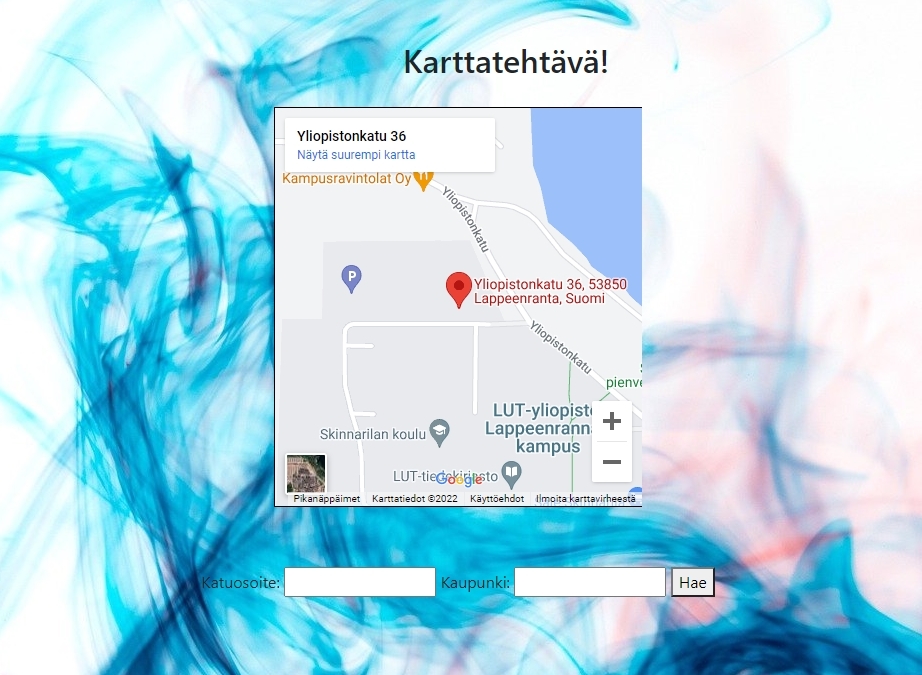 Karttatehtävä!
Yliopistonkatu 36
Näytä suurempi kartta
Kampusravintolat Oy
Yliopistonkatu
P
Yliopistonkatu 36, 53850
Lappeenranta, Suomi
Yliopistonkatu
pienve
LUT-yliopisto
Lappeenranna
kampus
Skinnarilan koulu
LUT-tiedekirjasto
Google
Pikanäppäimet Karttatiedot ©2022 Käyttöehdot Ilmoita karttavirheestä
Katuosoite: Kaupunki: Hae